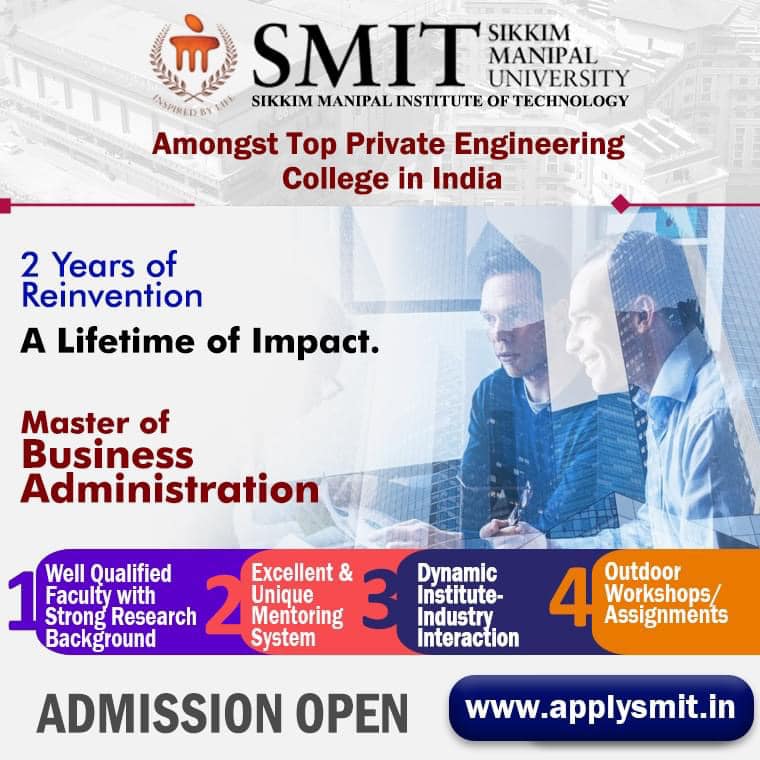 SMIT
SIKKIM
MANIPAL
UNIVERSITY
INSPIRED BY LIFE
SIKKIM MANIPAL INSTITUTE OF TECHNOLOGY
Amongst Top Private Engineering
College in India
2 Years of
Reinvention
A Lifetime of Impact.
Master of
Business
Administration
1
Well Qualified
Faculty with
Strong Research
Background
2
Excellent &
Unique
Mentoring
System
3
Dynamic
Institute-
Industry
Interaction
4
Outdoor
Workshops/
Assignments
ADMISSION OPEN
www.applysmit.in